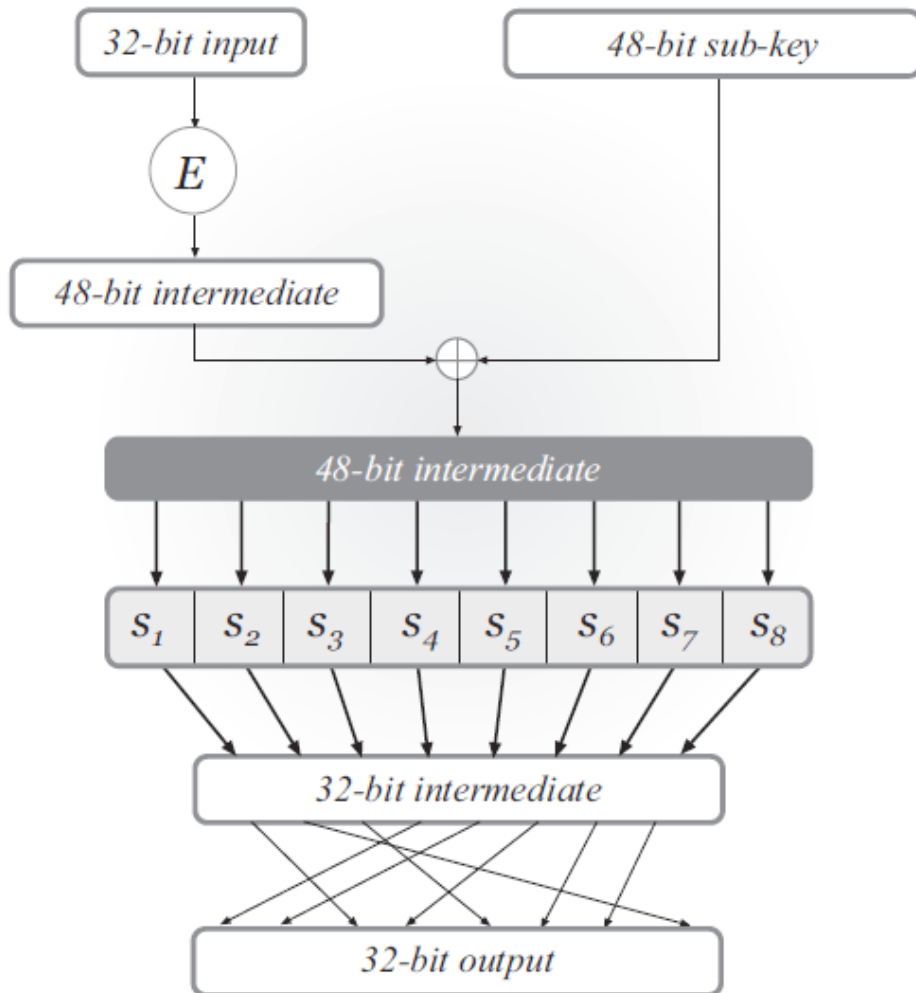 32-bit input
48-bit sub-key
E
48-bit intermediate
48-bit intermediate
S1 S2 S3 S4 S5 S6 S7 S8
32-bit intermediate
32-bit output